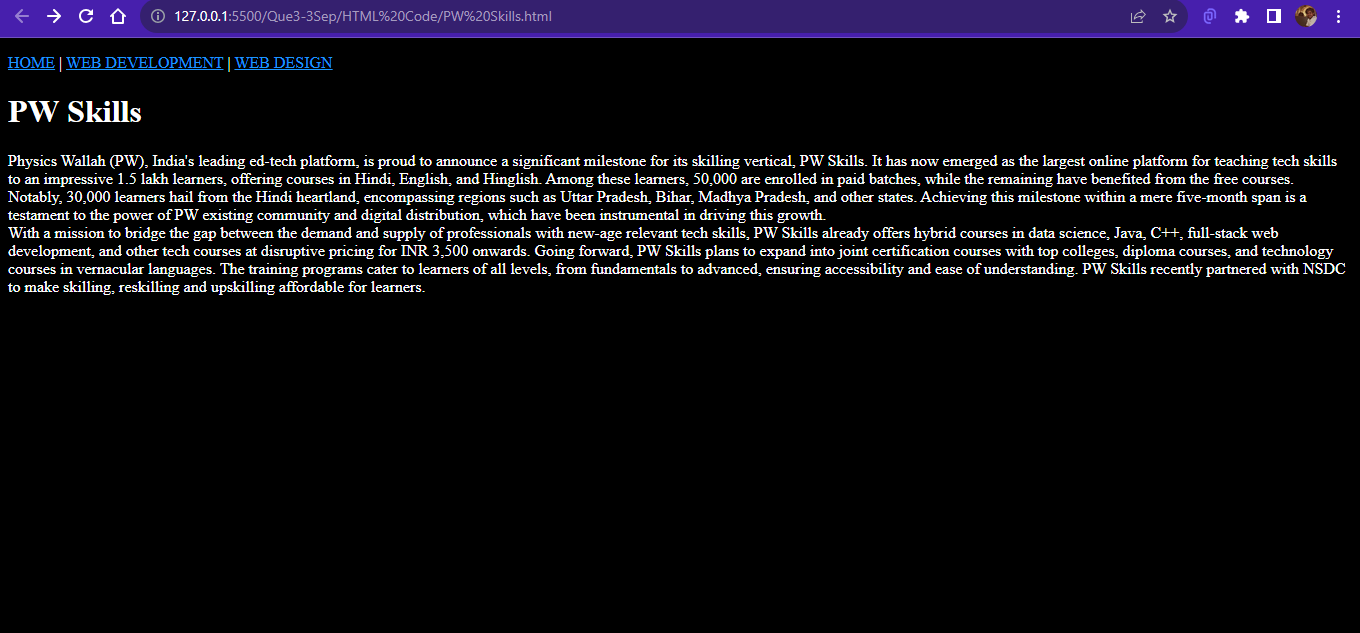 127.0.0.1:5500/Que3-3Sep/HTML%20Code/PW%20Skills.html
HOME | WEB DEVELOPMENT | WEB DESIGN
PW Skills
Physics Wallah (PW), India's leading ed-tech platform, is proud to announce a significant milestone for its skilling vertical, PW Skills. It has now emerged as the largest online platform for teaching tech skills
to an impressive 1.5 lakh learners, offering courses in Hindi, English, and Hinglish. Among these learners, 50,000 are enrolled in paid batches, while the remaining have benefited from the free courses.
Notably, 30,000 learners hail from the Hindi heartland, encompassing regions such as Uttar Pradesh, Bihar, Madhya Pradesh, and other states. Achieving this milestone within a mere five-month span is a
testament to the power of PW existing community and digital distribution, which have been instrumental in driving this growth.
With a mission to bridge the gap between the demand and supply of professionals with new-age relevant tech skills, PW Skills already offers hybrid courses in data science, Java, C++, full-stack web
development, and other tech courses at disruptive pricing for INR 3,500 onwards. Going forward, PW Skills plans to expand into joint certification courses with top colleges, diploma courses, and technology
courses in vernacular languages. The training programs cater to learners of all levels, from fundamentals to advanced, ensuring accessibility and ease of understanding. PW Skills recently partnered with NSDC
to make skilling, reskilling and upskilling affordable for learners.